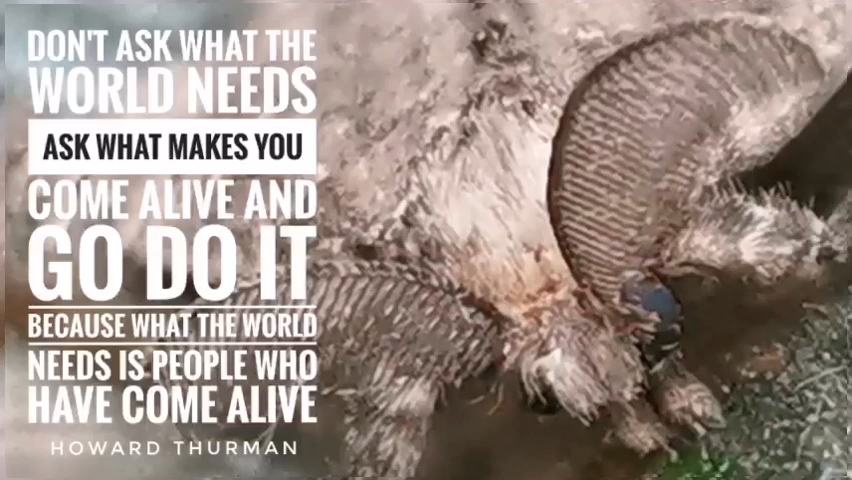 DON'T ASK WHAT THE
WORLD NEEDS
ASK WHAT MAKES YOU
COME ALIVE AND
GO DO IT
BECAUSE WHAT THE WORLD
NEEDS IS PEOPLE WHO
HAVE COME ALIVE
HOWARD THURMAN